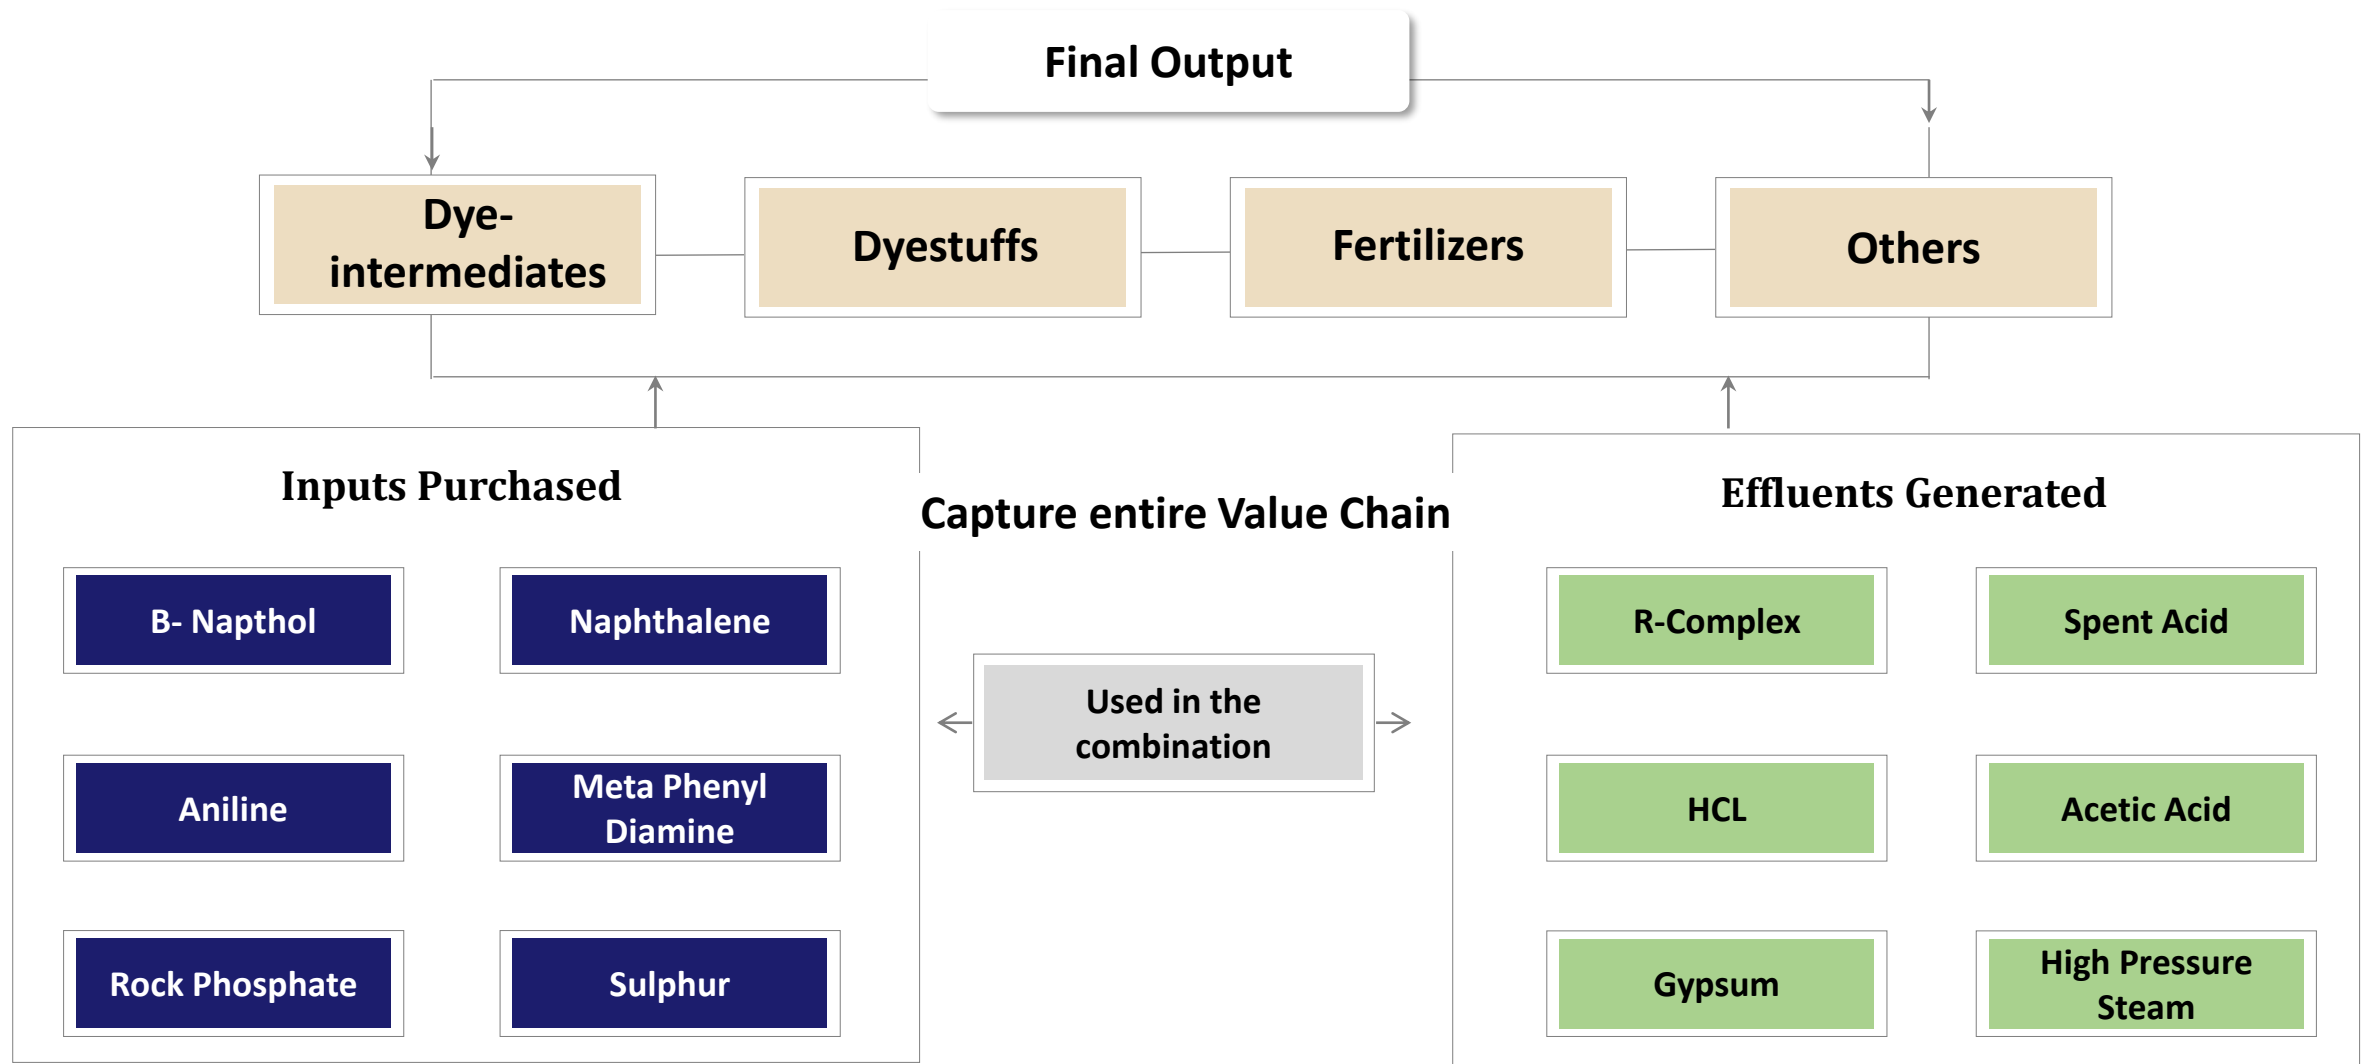 Final Output
Dye-
intermediates
Dyestuffs
Fertilizers
Others
Inputs Purchased
B- Napthol
Naphthalene
Aniline
Meta Phenyl
Diamine
Rock Phosphate
Sulphur
Capture entire Value Chain
Used in the
combination
Effluents Generated
R-Complex
Spent Acid
HCL
Acetic Acid
Gypsum
High Pressure
Steam